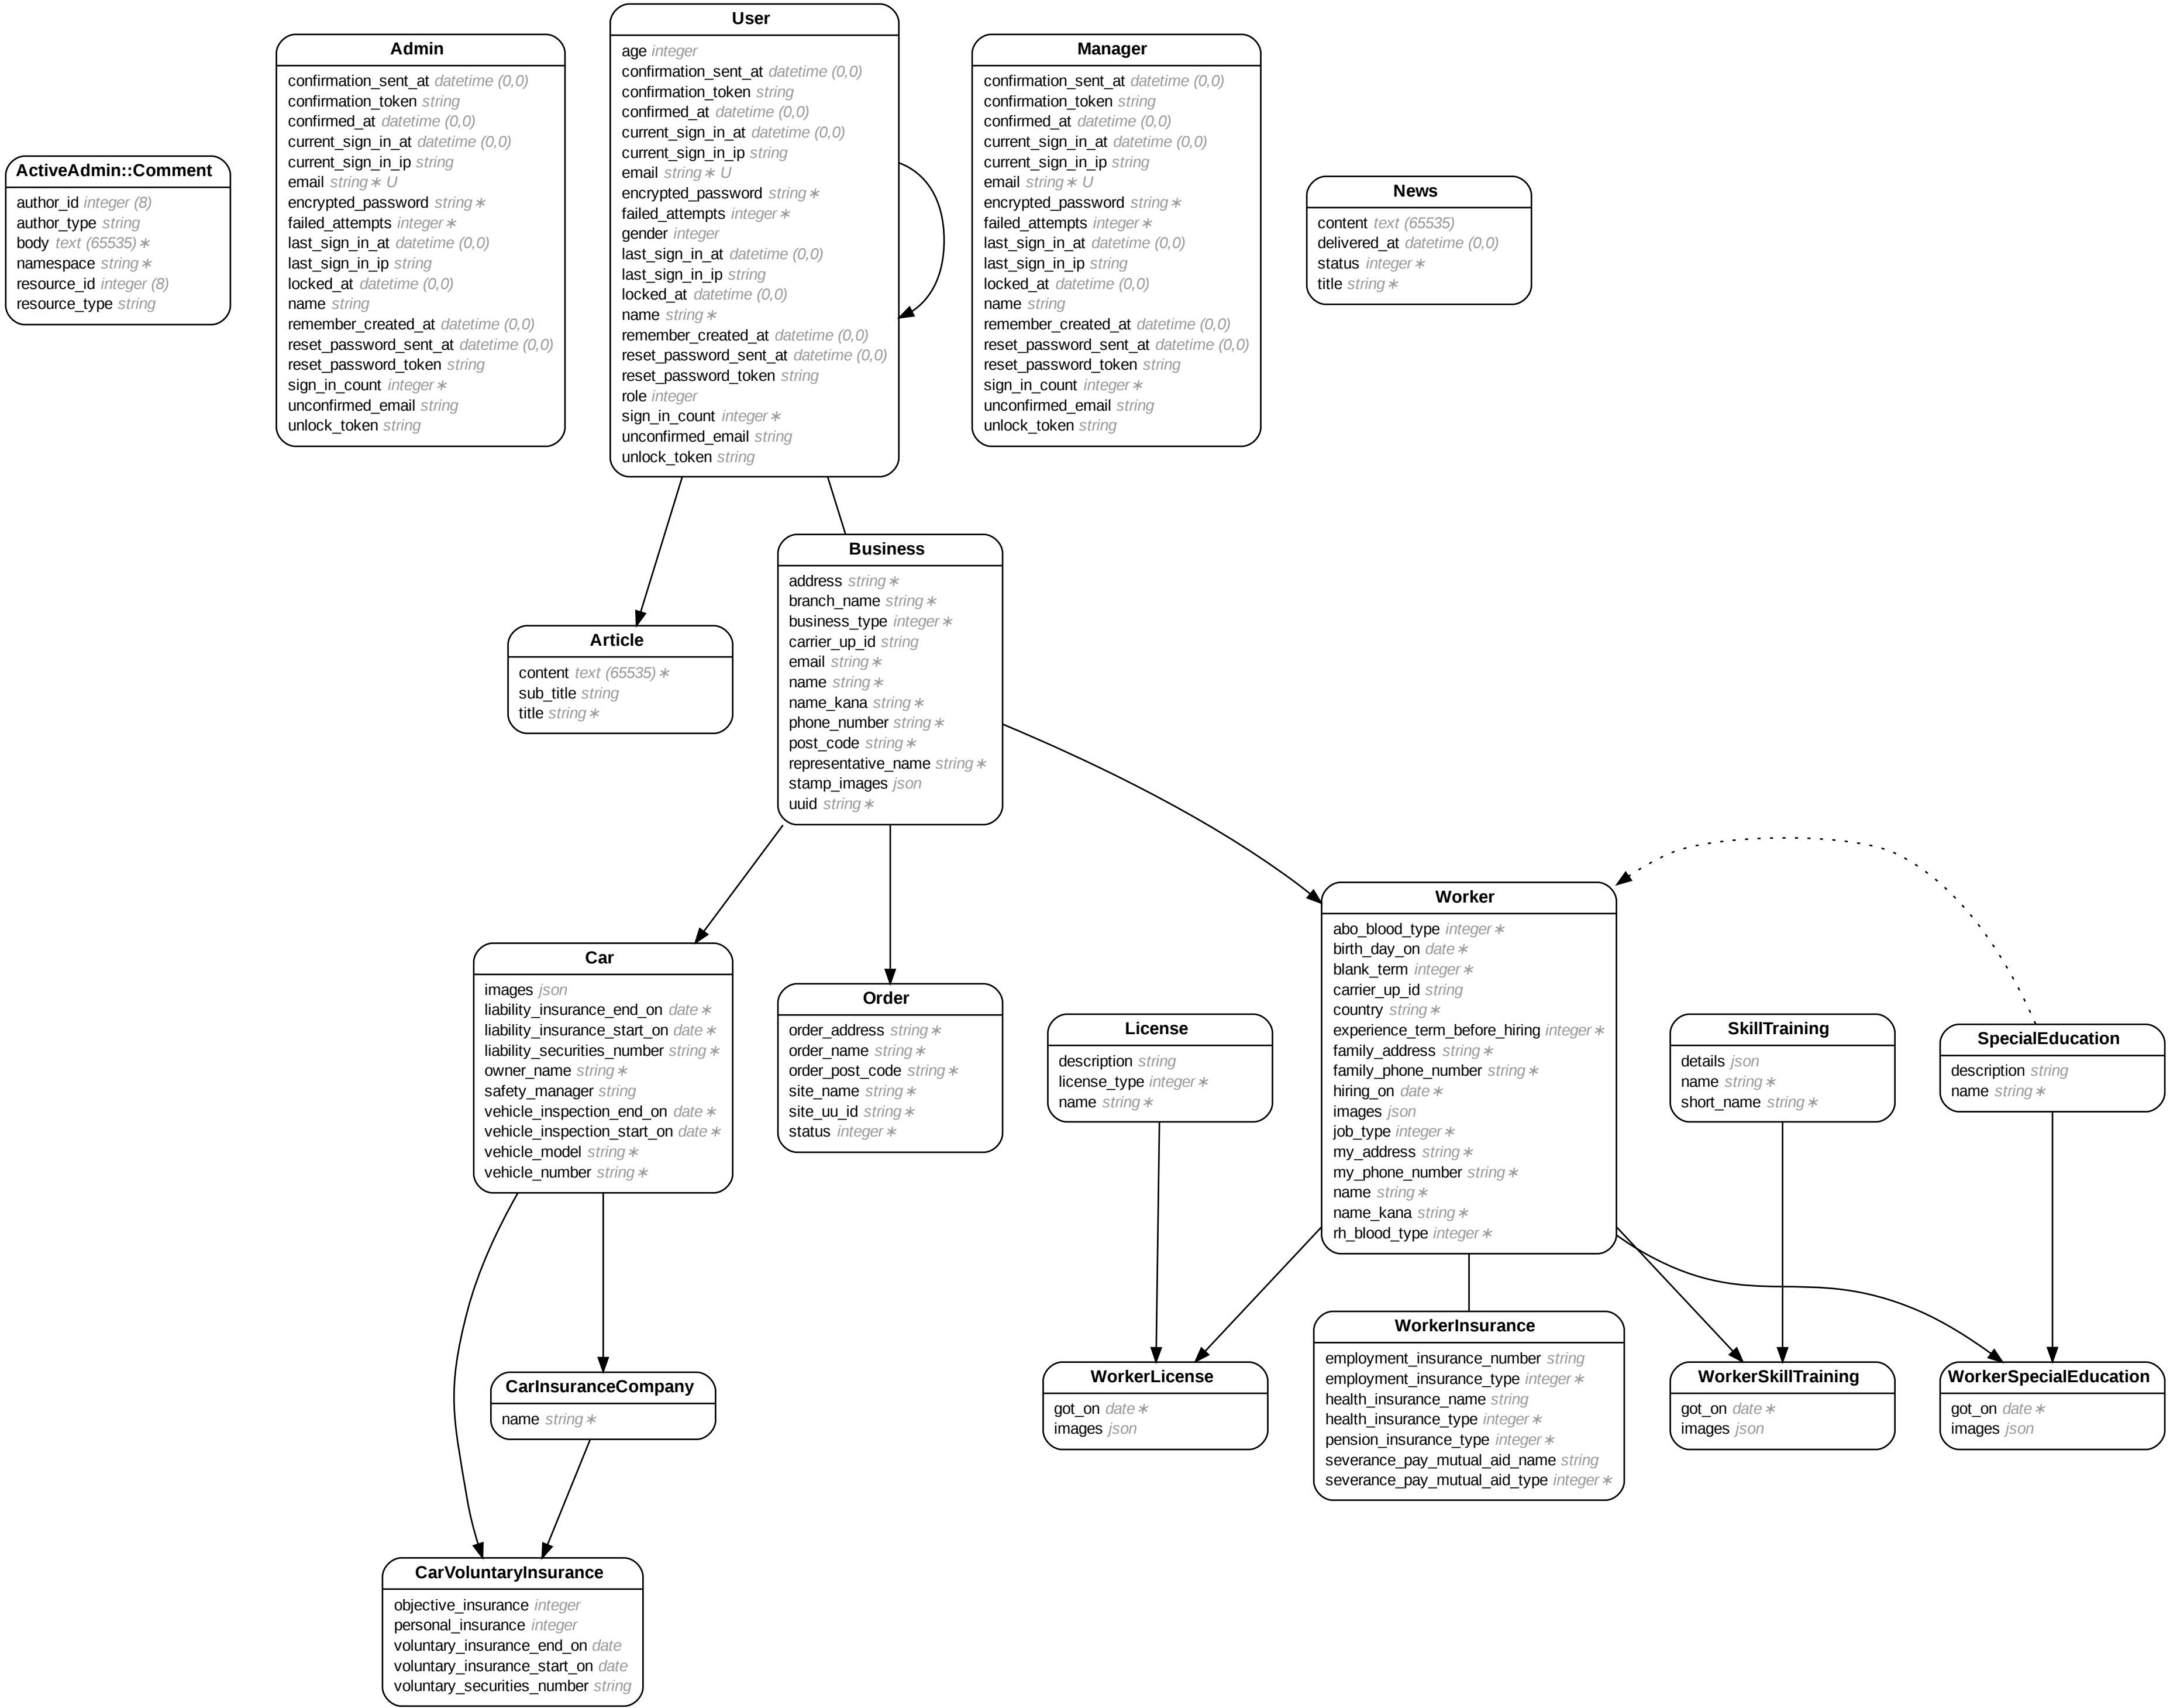 User
age integer
confirmation_sent_at datetime (0,0)
confirmation_token string
confirmed_at datetime (0,0)
current_sign_in_at datetime (0,0)
current_sign_in_ip string
email string∗ U
encrypted_password string∗
failed_attempts integer∗
gender integer
last_sign_in_at datetime (0,0)
last_sign_in_ip string
locked_at datetime (0,0)
name string∗
remember_created_at datetime (0,0)
reset_password_sent_at datetime (0,0)
reset_password_token string
role integer
sign_in_count integer∗
unconfirmed_email string
unlock_token string
Admin
confirmation_sent_at datetime (0,0)
confirmation_token string
confirmed_at datetime (0,0)
current_sign_in_at datetime (0,0)
current_sign_in_ip string
email string∗ U
encrypted_password string∗
failed_attempts integer∗
last_sign_in_at datetime (0,0)
last_sign_in_ip string
locked_at datetime (0,0)
name string
remember_created_at datetime (0,0)
reset_password_sent_at datetime (0,0)
reset_password_token string
sign_in_count integer∗
unconfirmed_email string
unlock_token string
Manager
confirmation_sent_at datetime (0,0)
confirmation_token string
confirmed_at datetime (0,0)
current_sign_in_at datetime (0,0)
current_sign_in_ip string
email string∗ U
encrypted_password string∗
failed_attempts integer∗
last_sign_in_at datetime (0,0)
last_sign_in_ip string
locked_at datetime (0,0)
name string
remember_created_at datetime (0,0)
reset_password_sent_at datetime (0,0)
reset_password_token string
sign_in_count integer∗
unconfirmed_email string
unlock_token string
ActiveAdmin::Comment
author_id integer (8)
author_type string
body text (65535)∗
namespace string∗
resource_id integer (8)
resource_type string
News
content text (65535)
delivered_at datetime (0,0)
status integer∗
title string∗
Business
address string∗
branch_name string∗
business_type integer∗
carrier_up_id string
email string∗
name string∗
name_kana string∗
phone_number string∗
post_code string∗
representative_name string∗
stamp_images json
uuid string∗
Article
content text (65535)∗
sub_title string
title string∗
Worker
abo_blood_type integer∗
birth_day_on date∗
blank_term integer∗
carrier_up_id string
country string∗
experience_term_before_hiring integer∗
family_address string∗
family_phone_number string∗
hiring_on date∗
images json
job_type integer∗
my_address string∗
my_phone_number string∗
name string∗
name_kana string∗
rh_blood_type integer∗
Car
images json
liability_insurance_end_on date∗
liability_insurance_start_on date∗
liability_securities_number string∗
owner_name string∗
safety_manager string
vehicle_inspection_end_on date∗
vehicle_inspection_start_on date∗
vehicle_model string∗
vehicle_number string∗
Order
order_address string∗
order_name string∗
order_post_code string∗
site_name string∗
site_uu_id string∗
status integer∗
License
description string
license_type integer∗
name string∗
SkillTraining
details json
name string∗
short_name string∗
SpecialEducation
description string
name string∗
WorkerInsurance
employment_insurance_number string
employment_insurance_type integer∗
health_insurance_name string
health_insurance_type integer∗
pension_insurance_type integer∗
severance_pay_mutual_aid_name string
severance_pay_mutual_aid_type integer∗
WorkerLicense
got_on date∗
images json
WorkerSkillTraining
got_on date∗
images json
WorkerSpecialEducation
got_on date∗
images json
CarInsuranceCompany
name string∗
CarVoluntaryInsurance
objective_insurance integer
personal_insurance integer
voluntary_insurance_end_on date
voluntary_insurance_start_on date
voluntary_securities_number string